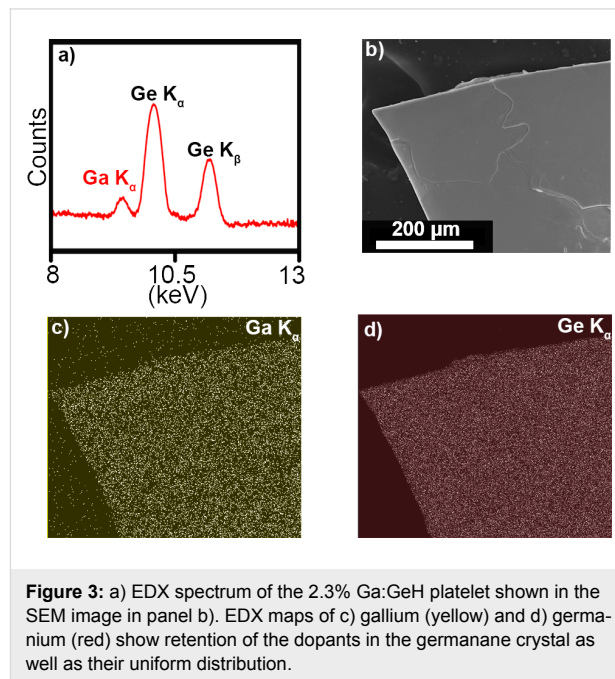 a)
Ge Kα
Ge Kβ
Ga Kα
Counts
8 10.5 13
(keV)
b)
200 μm
c) Ga Kα
d) Ge Kα
Figure 3: a) EDX spectrum of the 2.3% Ga:GeH platelet shown in the
SEM image in panel b). EDX maps of c) gallium (yellow) and d) germa-
nium (red) show retention of the dopants in the germanane crystal as
well as their uniform distribution.